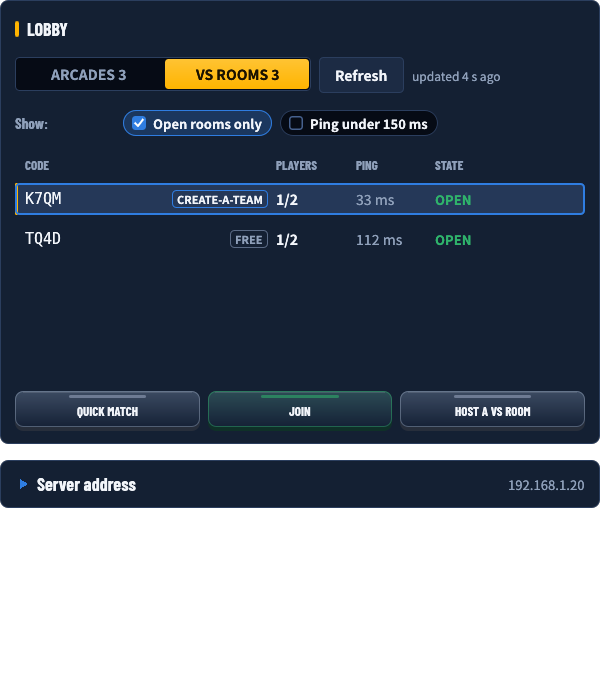 LOBBY
ARCADES 3 VS ROOMS 3 Refresh updated 4 s ago
Show: Open rooms only Ping under 150 ms
CODE PLAYERS PING STATE
K7QM CREATE-A-TEAM 1/2 33 ms OPEN
TQ4D FREE 1/2 112 ms OPEN
QUICK MATCH JOIN HOST A VS ROOM
Server address 192.168.1.20